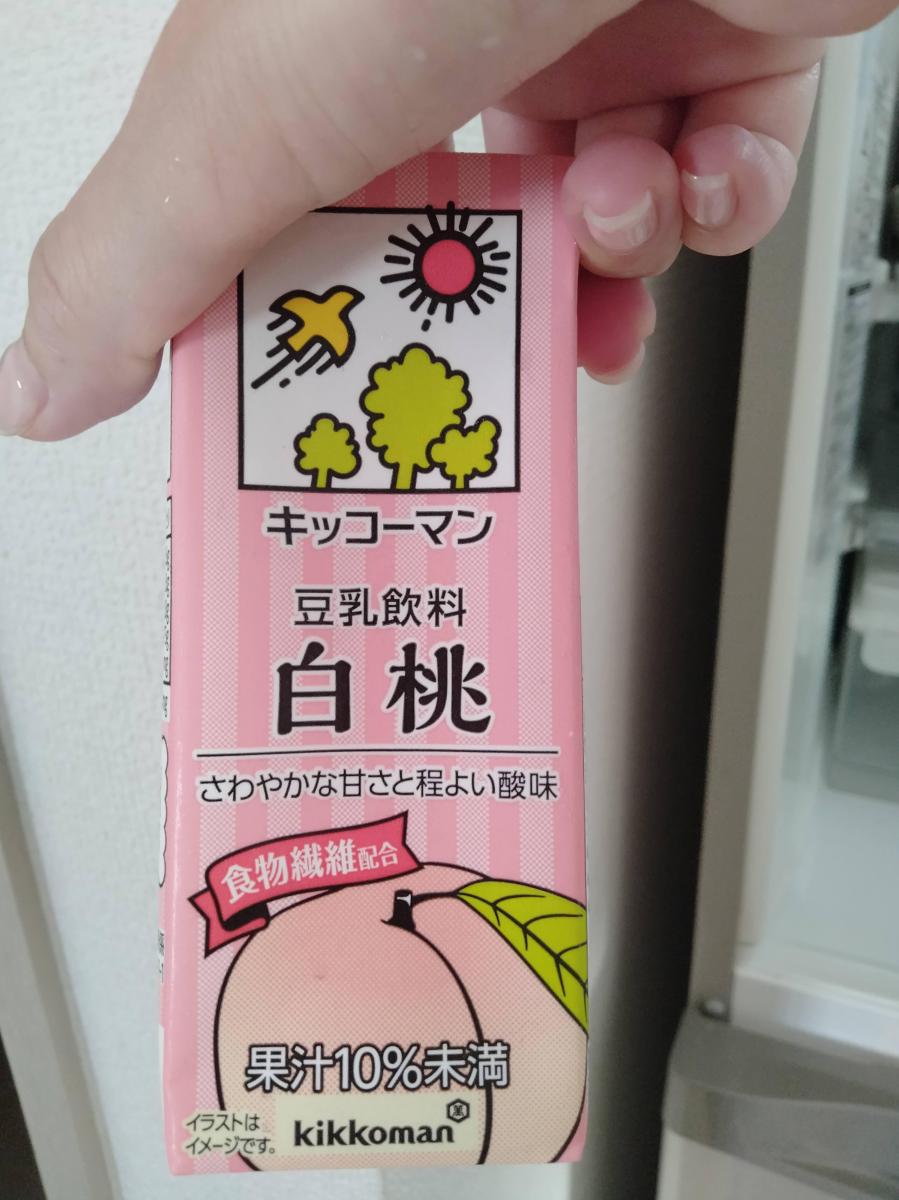 キッコーマン
豆乳飲料
白桃
さわやかな甘さと程よい酸味
食物繊維配合
果汁10%未満
イラストは
イメージです。
kikkoman
萬